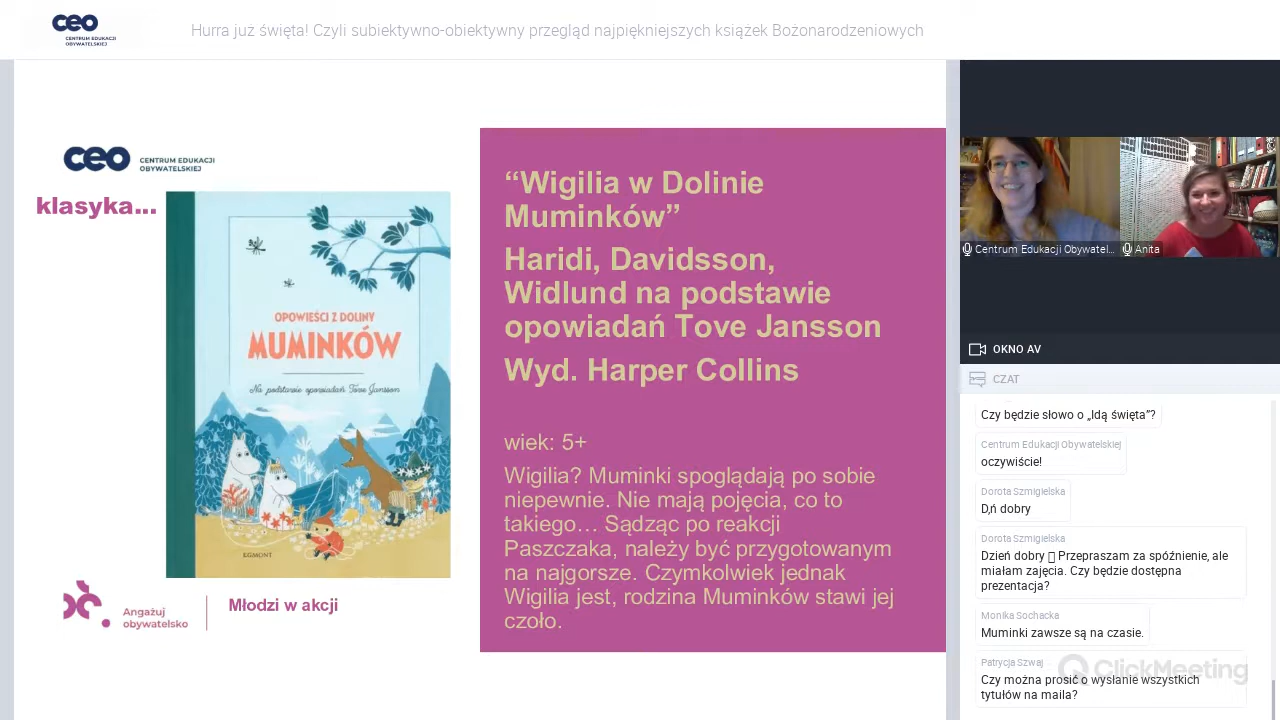 ceo
CENTRUM EDUKACJI
OBYWATELSKIEJ
Hurra już święta! Czyli subiektywno-obiektywny przegląd najpiękniejszych książek Bożonarodzeniowych
ceo
CENTRUM EDUKACJI
OBYWATELSKIEJ
klasyka...
OPOWIEŚCI Z DOLINY
MUMINKÓW
Na podstawie opowiadań Tove Jansson
EGMONT
Angażuj
obywatelsko
Młodzi w akcji
“Wigilia w Dolinie
Muminków”
Haridi, Davidsson,
Widlund na podstawie
opowiadań Tove Jansson
Wyd. Harper Collins
wiek: 5+
Wigilia? Muminki spoglądają po sobie
niepewnie. Nie mają pojęcia, co to
takiego… Sądząc po reakcji
Paszczaka, należy być przygotowanym
na najgorsze. Czymkolwiek jednak
Wigilia jest, rodzina Muminków stawi jej
czoło.
Centrum Edukacji Obywatel...
Anita
OKNO AV
CZAT
Czy będzie słowo o „Idą święta”?
Centrum Edukacji Obywatelskiej
oczywiście!
Dorota Szmigielska
D,ń dobry
Dorota Szmigielska
Dzień dobry Przepraszam za spóźnienie, ale
miałam zajęcia. Czy będzie dostępna
prezentacja?
Monika Sochacka
Muminki zawsze są na czasie.
Patrycja Szwaj
Czy można prosić o wysłanie wszystkich
tytułów na maila?
ClickMeeting